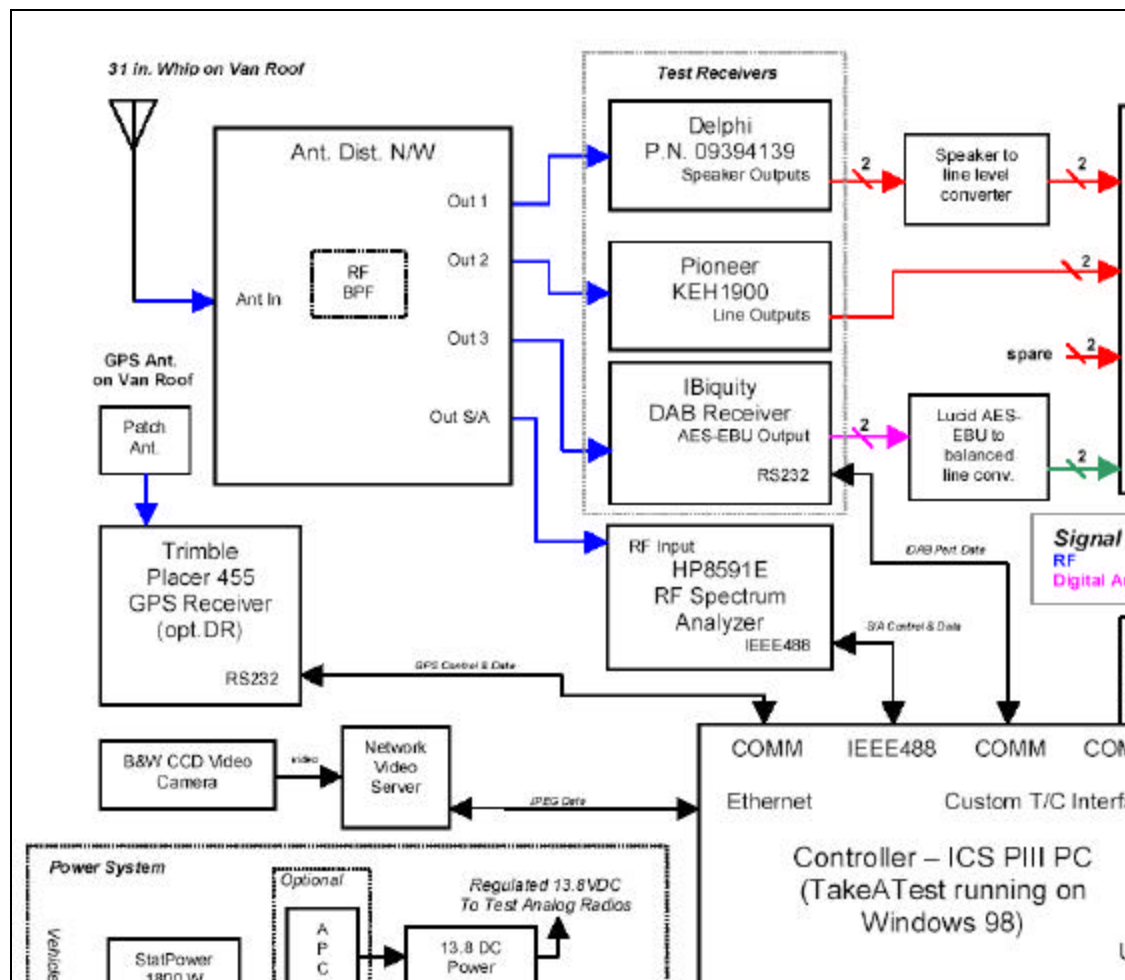 31 in. Whip on Van Roof
Ant. Dist. N/W
Out 1
Out 2
RF
BPF
Ant In
Out 3
Out S/A
GPS Ant.
on Van Roof
Patch
Ant.
Trimble
Placer 455
GPS Receiver
(opt.DR)
RS232
Test Receivers
Delphi
P.N. 09394139
Speaker Outputs
2
Speaker to
line level
converter
2
Pioneer
KEH1900
Line Outputs
2
spare
2
IBiquity
DAB Receiver
AES-EBU Output
RS232
2
Lucid AES-
EBU to
balanced
line conv.
2
RF Input
HP8591E
RF Spectrum
Analyzer
IEEE488
Signal
RF
Digital
IDAB Perf. Data
S/A Control & Data
GPS Control & Data
B&W CCD Video
Camera
video
Network
Video
Server
JPEG Data
COMM
IEEE488
COMM
Ethernet
Custom T/C
Controller – ICS PIII PC
(TakeATest running on
Windows 98)
Power System
Optional
Regulated 13.8VDC
To Test Analog Radios
Vehicle
StatPower
1800 W
A
P
C
13.8 DC
Power